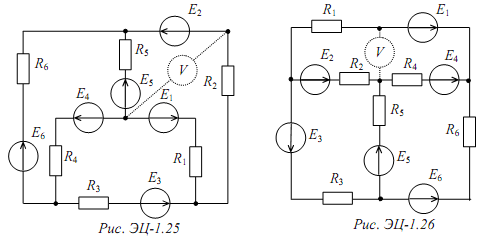 E₂
R₆
R₅
V
R₂
E₅
E₄
E₁
E₆
R₄
R₁
R₃
E₃
Рис. ЭЦ-1.25
R₁
E₁
V
E₂
R₂
R₄
E₄
E₃
R₅
R₆
E₅
R₃
E₆
Рис. ЭЦ-1.26